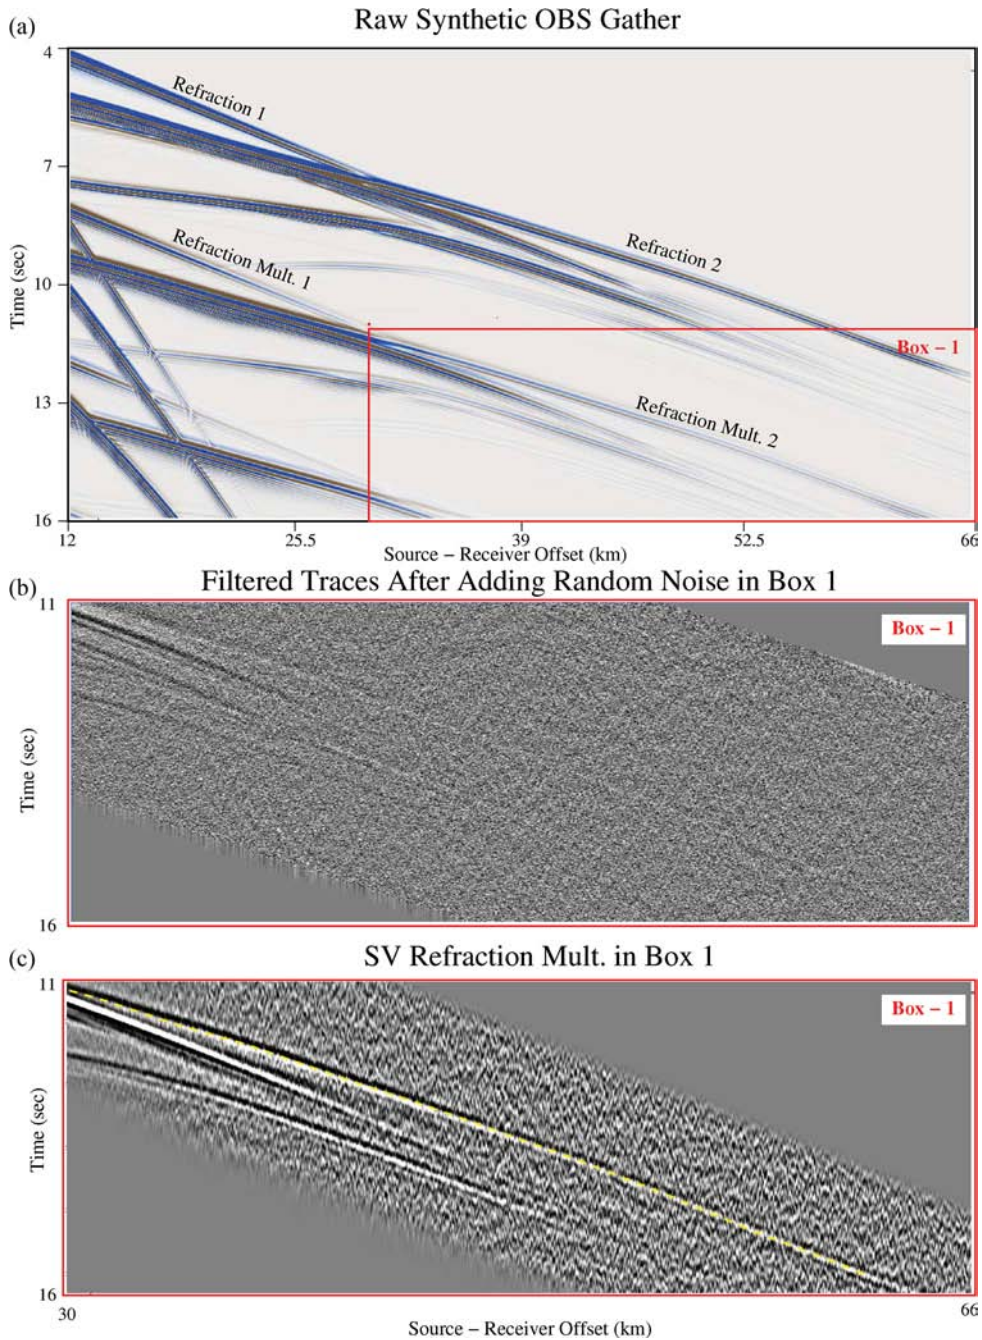 (a)
Raw Synthetic OBS Gather
4
7
10
13
16
Time (sec)
Refraction 1
Refraction 2
Refraction Mult. 1
Box – 1
Refraction Mult. 2
12
25.5
39
52.5
66
Source – Receiver Offset (km)
(b)
Filtered Traces After Adding Random Noise in Box 1
11
Box – 1
Time (sec)
16
(c)
SV Refraction Mult. in Box 1
11
Box – 1
Time (sec)
16
30
66
Source – Receiver Offset (km)